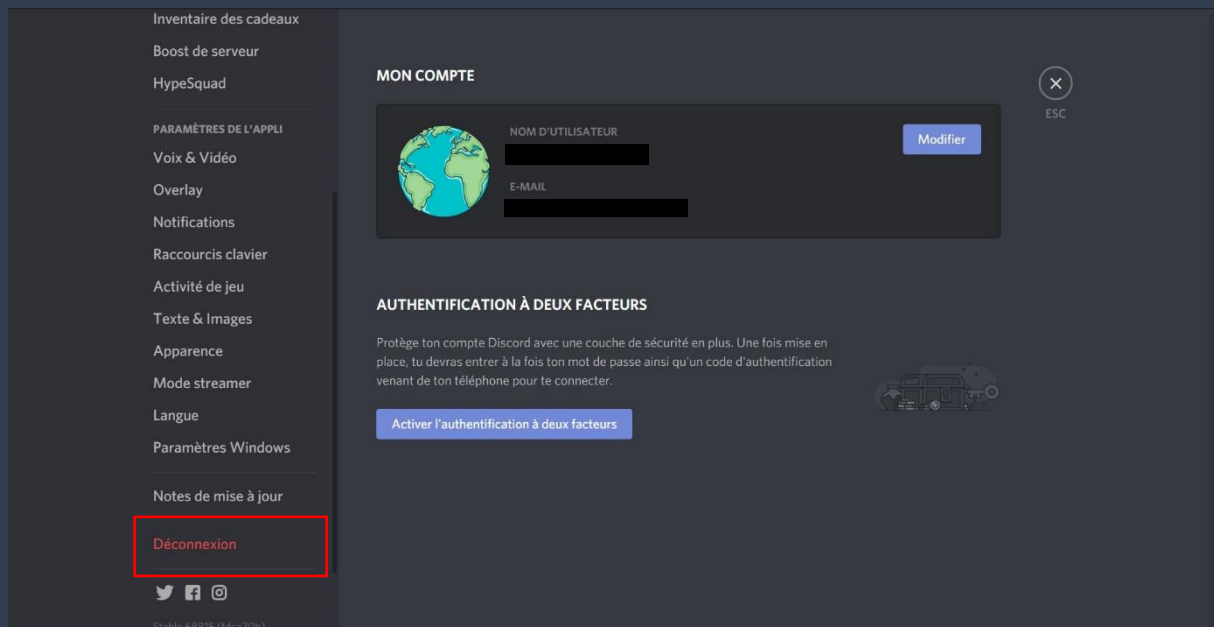 Inventaire des cadeaux
Boost de serveur
HypeSquad
PARAMÈTRES DE L'APPLI
Voix & Vidéo
Overlay
Notifications
Raccourcis clavier
Activité de jeu
Texte & Images
Apparence
Mode streamer
Langue
Paramètres Windows
Notes de mise à jour
Déconnexion
MON COMPTE
NOM D'UTILISATEUR
E-MAIL
Modifier
ESC
AUTHENTIFICATION À DEUX FACTEURS
Protège ton compte Discord avec une couche de sécurité en plus. Une fois mise en
place, tu devras entrer à la fois ton mot de passe ainsi qu'un code d'authentification
venant de ton téléphone pour te connecter.
Activer l'authentification à deux facteurs